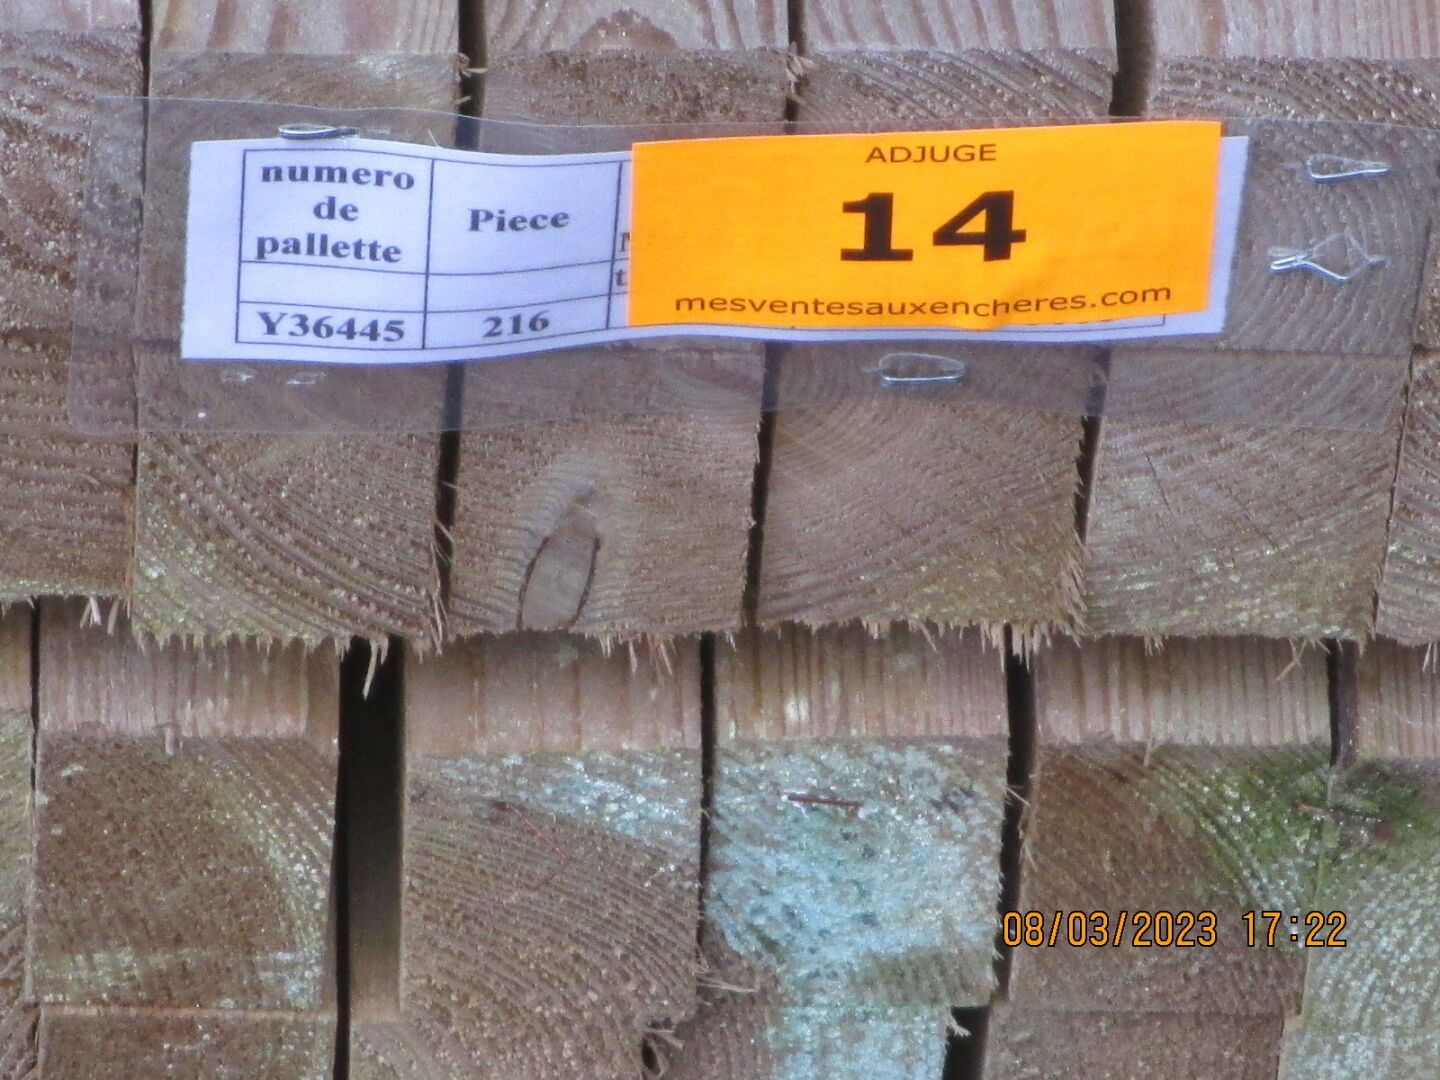 numero
de
pallette
Piece
Y36445
216
ADJUGE
14
mesventesauxencheres.com
08/03/2023 17:22